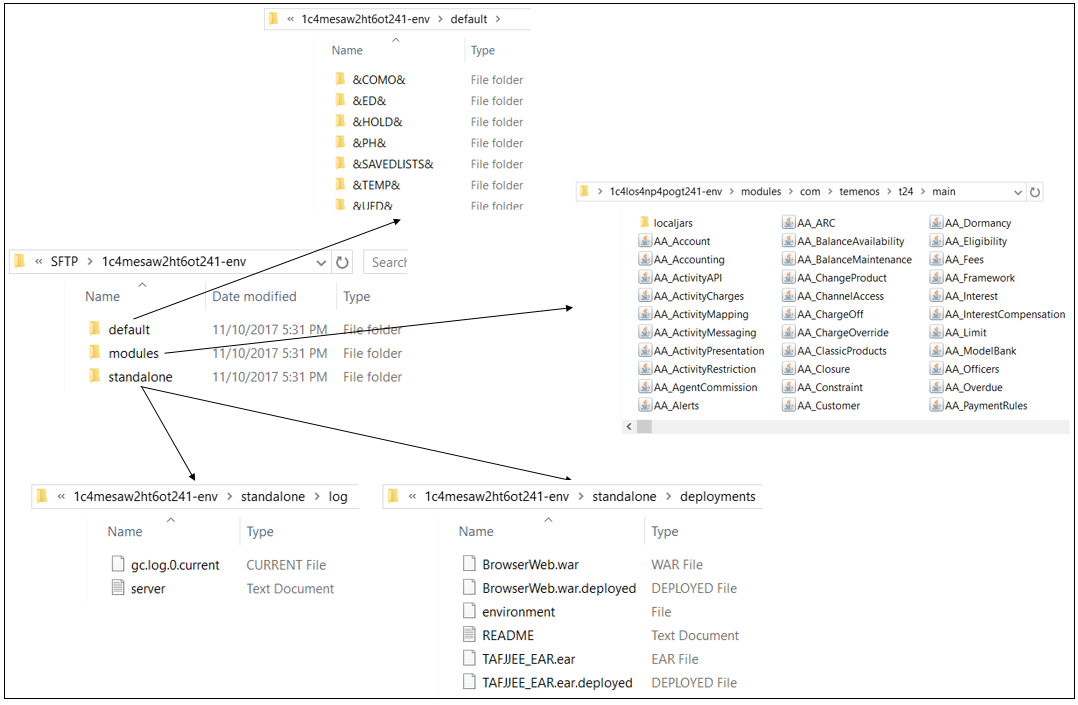 « 1c4mesaw2ht6ot241-env > default >
Name Type
&COMO& File folder
&ED& File folder
&HOLD& File folder
&PH& File folder
&SAVEDLISTS& File folder
&TEMP& File folder
&UFD& File folder
> 1c4los4np4pogt241-env > modules > com > temenos > t24 > main
localjars AA_ARC AA_Dormancy
AA_Account AA_BalanceAvailability AA_Eligibility
AA_Accounting AA_BalanceMaintenance AA_Fees
AA_ActivityAPI AA_ChangeProduct AA_Framework
AA_ActivityCharges AA_ChannelAccess AA_Interest
AA_ActivityMapping AA_ChargeOff AA_InterestCompensation
AA_ActivityMessaging AA_ChargeOverride AA_Limit
AA_ActivityPresentation AA_ClassicProducts AA_ModelBank
AA_ActivityRestriction AA_Closure AA_Officers
AA_AgentCommission AA_Constraint AA_Overdue
AA_Alerts AA_Customer AA_PaymentRules
« SFTP > 1c4mesaw2ht6ot241-env Search
Name Date modified Type
default 11/10/2017 5:31 PM File folder
modules 11/10/2017 5:31 PM File folder
standalone 11/10/2017 5:31 PM File folder
« 1c4mesaw2ht6ot241-env > standalone > log
Name Type
gc.log.0.current CURRENT File
server Text Document
« 1c4mesaw2ht6ot241-env > standalone > deployments
Name Type
BrowserWeb.war WAR File
BrowserWeb.war.deployed DEPLOYED File
environment File
README Text Document
TAFJJEE_EAR.ear EAR File
TAFJJEE_EAR.ear.deployed DEPLOYED File